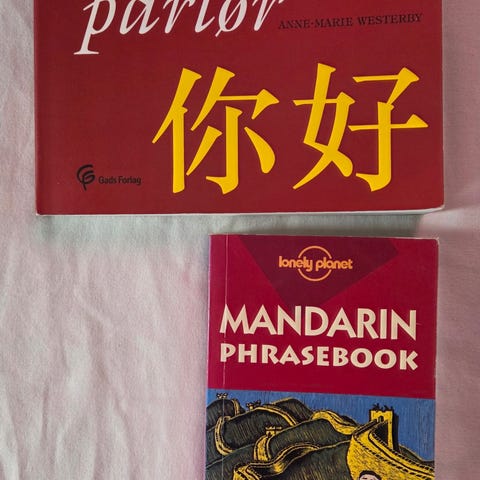 parlør
ANNE-MARIE WESTERBY
你好
Gads Forlag
lonely planet
MANDARIN
PHRASEBOOK